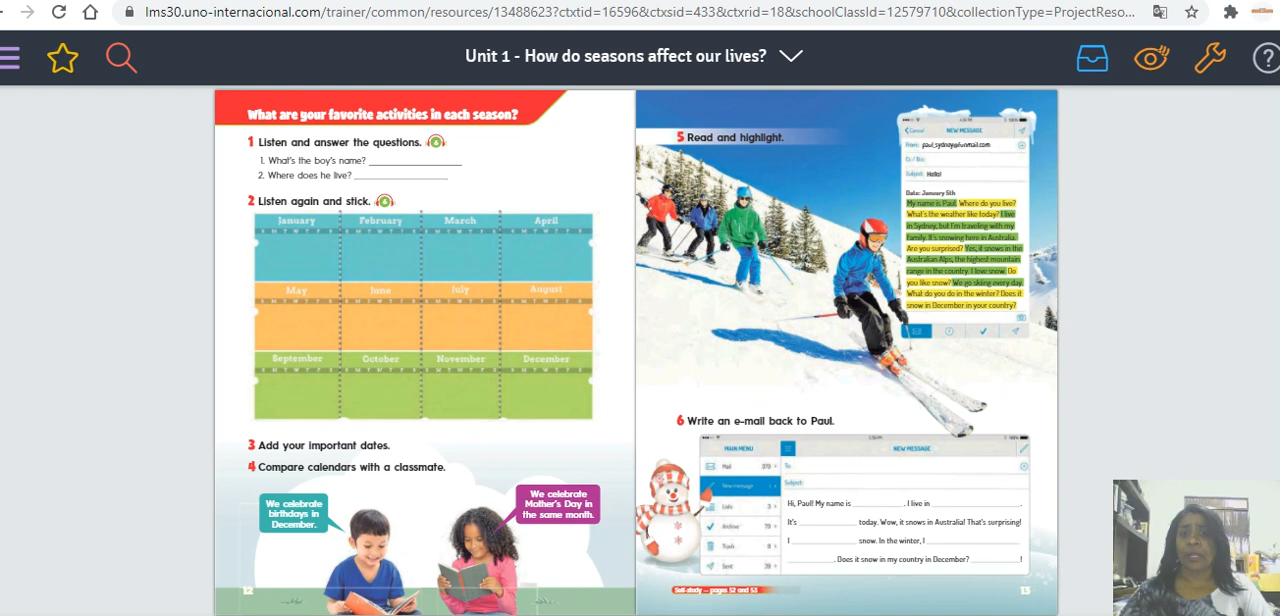 lms30.uno-internacional.com/trainer/common/resources/13488623?ctxtid=16596&ctxsid=433&ctxrid=18&schoolClassId=12579710&collectionType=ProjectReso...
Unit 1 - How do seasons affect our lives?
What are your favorite activities in each season?
1 Listen and answer the questions.
1. What's the boy's name?
2. Where does he live?
2 Listen again and stick.
January February March April
May June July August
September October November December
3 Add your important dates.
4 Compare calendars with a classmate.
We celebrate
birthdays in
December.
We celebrate
Mother's Day in
the same month.
12
5 Read and highlight.
Cancel NEW MESSAGE
From: paul_sydney@funmail.com
Cc / Bcc:
Subject: Hello!
Date: January 5th
My name is Paul. Where do you live?
What's the weather like today? I live
in Sydney, but I'm traveling with my
family. It's snowing here in Australia.
Are you surprised? Yes, it snows in the
Australian Alps, the highest mountain
range in the country. I love snow. Do
you like snow? We go skiing every day.
What do you do in the winter? Does it
snow in December in your country?
6 Write an e-mail back to Paul.
MAIN MENU NEW MESSAGE
Mail
New message
Lists
Archive
Trash
Sent
To:
Subject:
Hi, Paul! My name is . I live in .
It's today. Wow, it snows in Australia! That's surprising!
I snow. In the winter, I
. Does it snow in my country in December? !
Self-study – pages 52 and 53
13